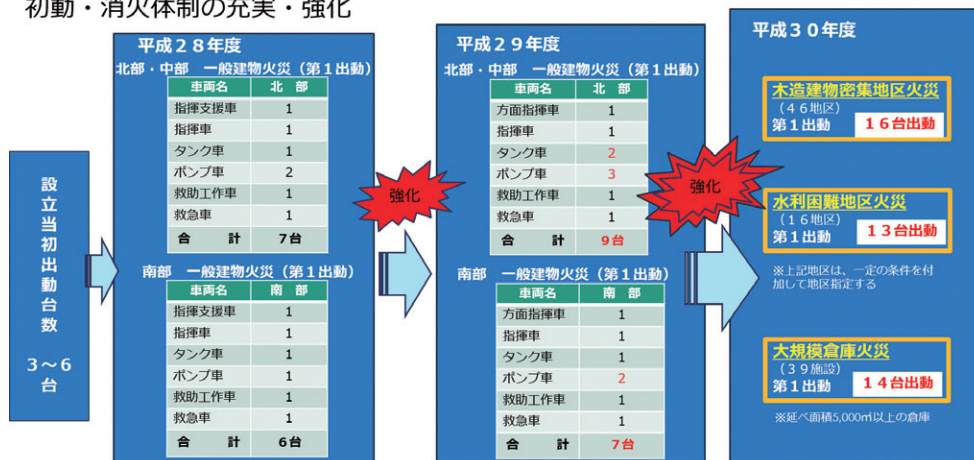 初動・消火体制の充実・強化
設立当初出動台数
3～6
台
平成２８年度
北部・中部　一般建物火災（第１出動）
車両名 北　部
指揮支援車 1
指揮車 1
タンク車 1
ポンプ車 2
救助工作車 1
救急車 1
合　　計 7台
南部　一般建物火災（第１出動）
車両名 南　部
指揮支援車 1
指揮車 1
タンク車 1
ポンプ車 1
救助工作車 1
救急車 1
合　　計 6台
強化
平成２９年度
北部・中部　一般建物火災（第１出動）
車両名 北　部
方面指揮車 1
指揮車 1
タンク車 2
ポンプ車 3
救助工作車 1
救急車 1
合　　計 9台
南部　一般建物火災（第１出動）
車両名 南　部
方面指揮車 1
指揮車 1
タンク車 1
ポンプ車 2
救助工作車 1
救急車 1
合　　計 7台
強化
平成３０年度
木造建物密集地区火災
（４６地区）
第１出動 １６台出動
水利困難地区火災
（１６地区）
第１出動 １３台出動
※上記地区は、一定の条件を付
加して地区指定する
大規模倉庫火災
（３９施設）
第１出動 １４台出動
※延べ面積5,000㎡以上の倉庫